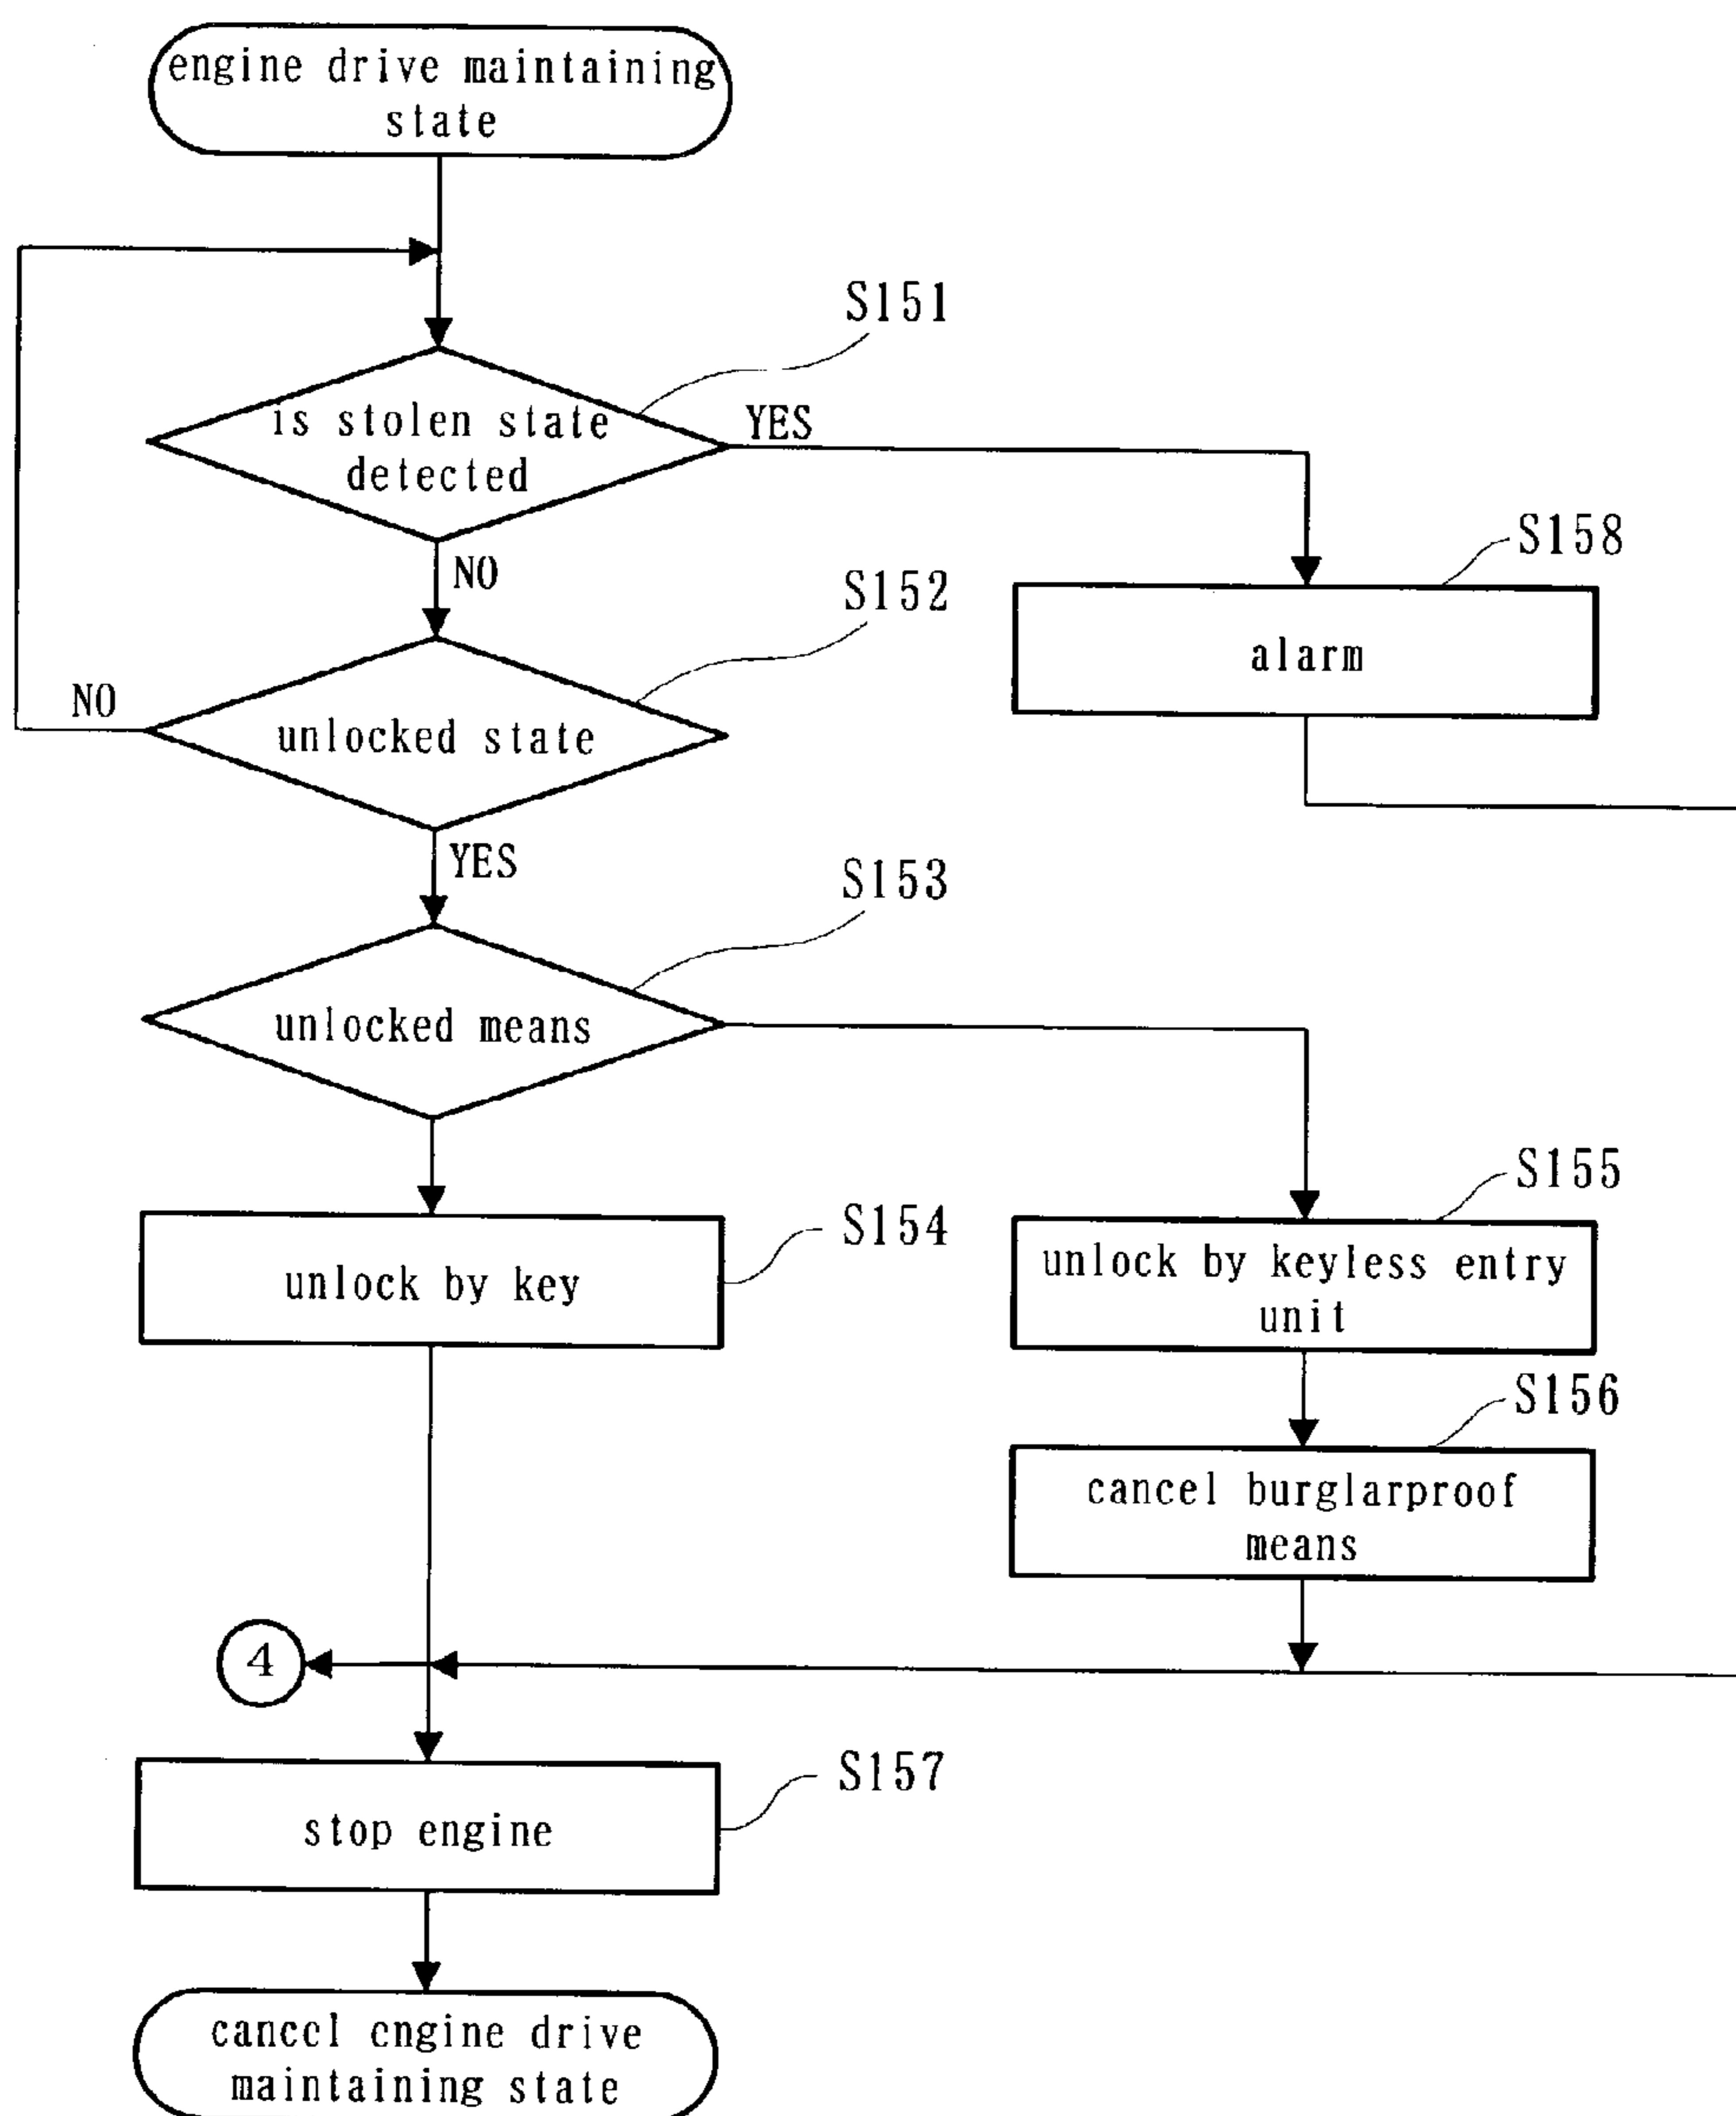 engine drive maintaining
state
S151
is stolen state
detected
YES
NO
S158
alarm
S152
unlocked state
NO
YES
S153
unlocked means
S154
unlock by key
S155
unlock by keyless entry
unit
S156
cancel burglarproof
means
4
S157
stop engine
cancel engine drive
maintaining state